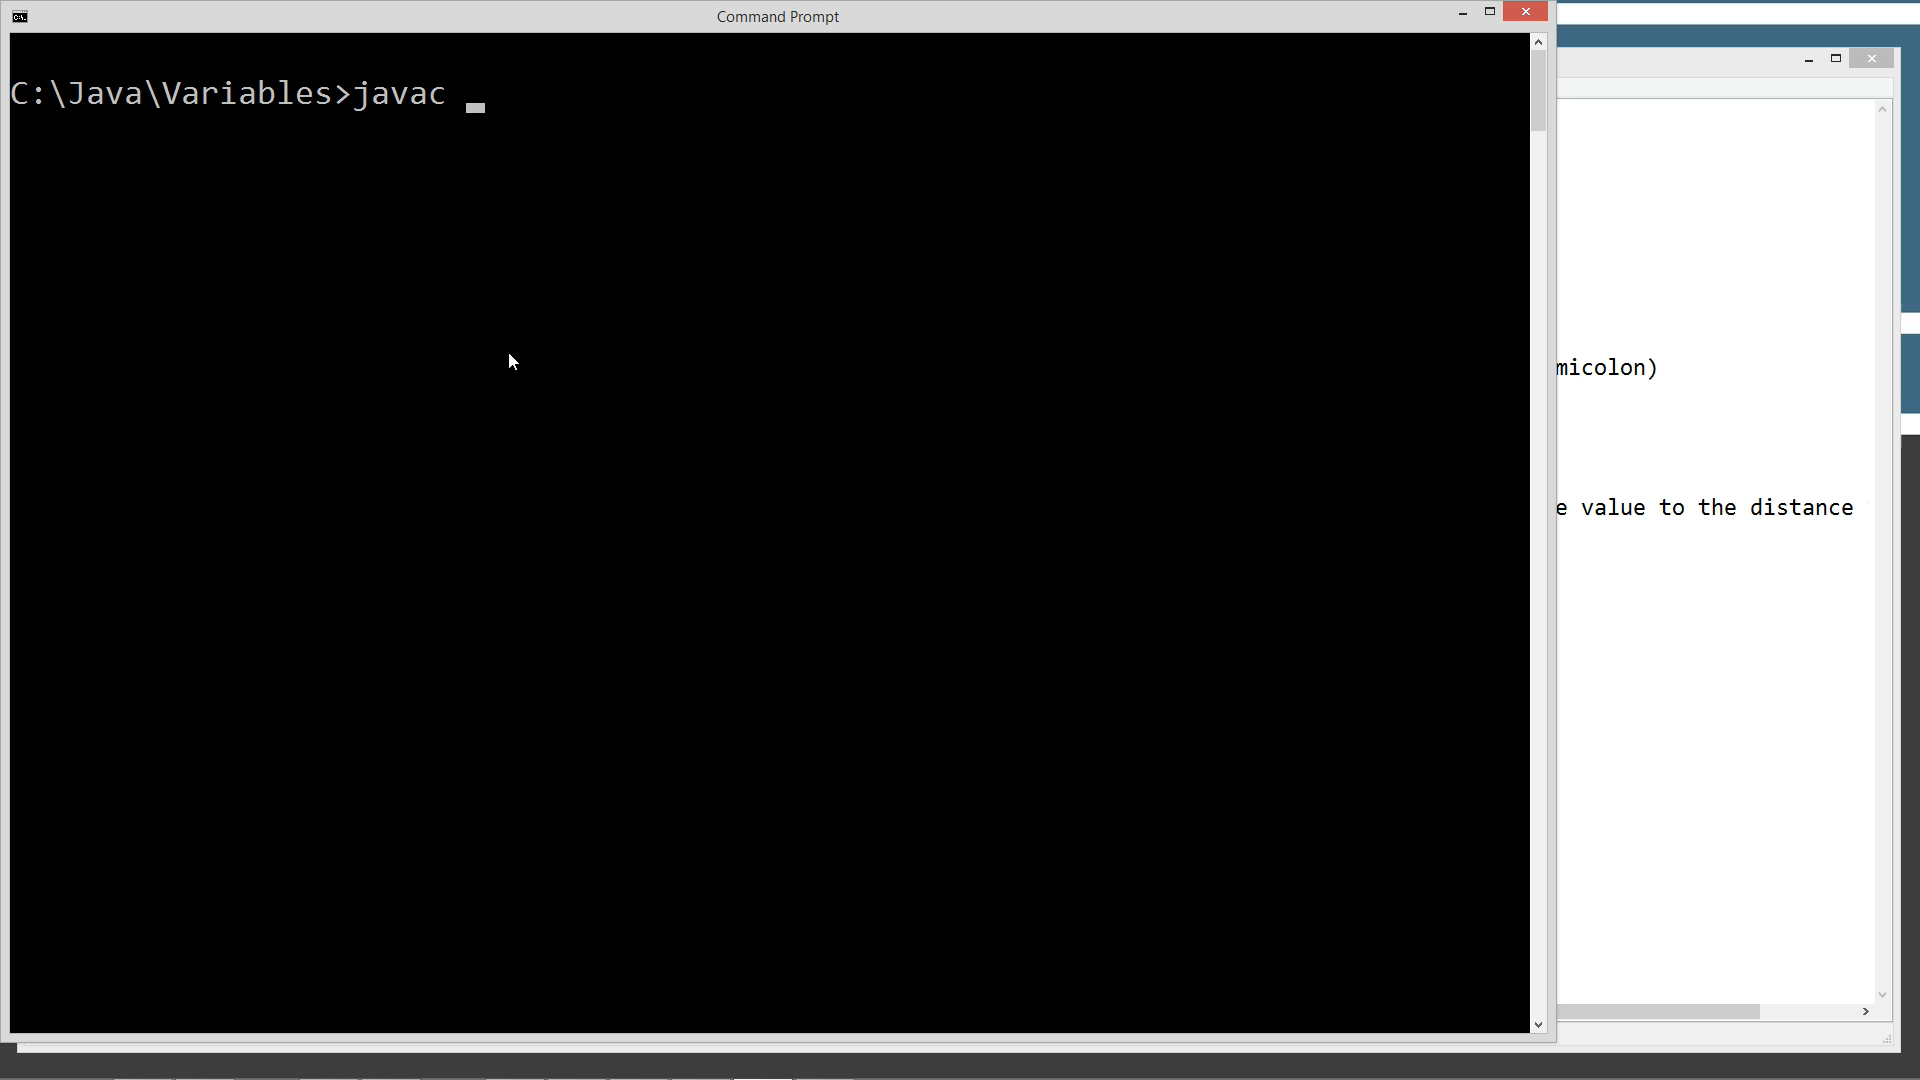 Command Prompt
C:\Java\Variables>javac
micolon)
e value to the distance